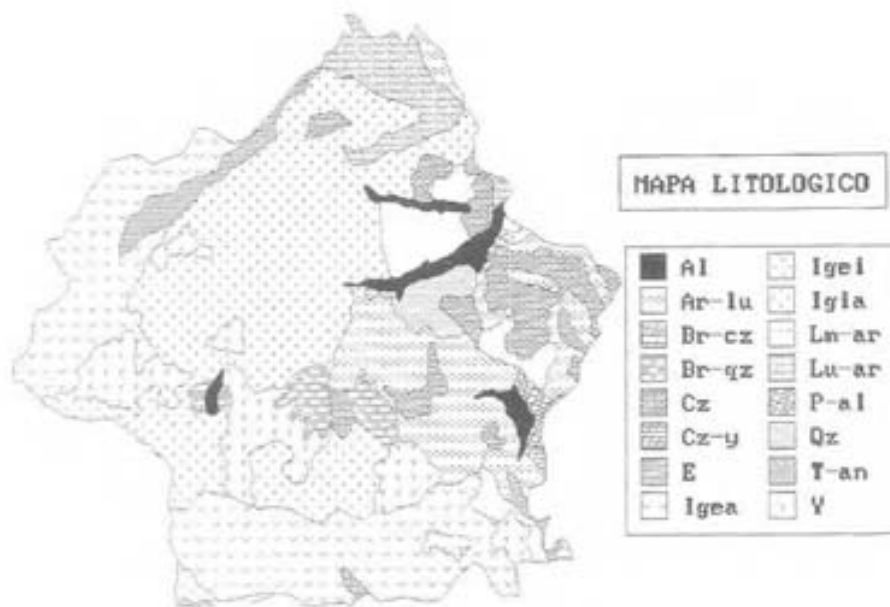 MAPA LITOLOGICO
Al
Ar-lu
Br-cz
Br-qz
Cz
Cz-y
E
Igea
Igei
Igia
Lm-ar
Lu-ar
P-al
Qz
T-an
Y